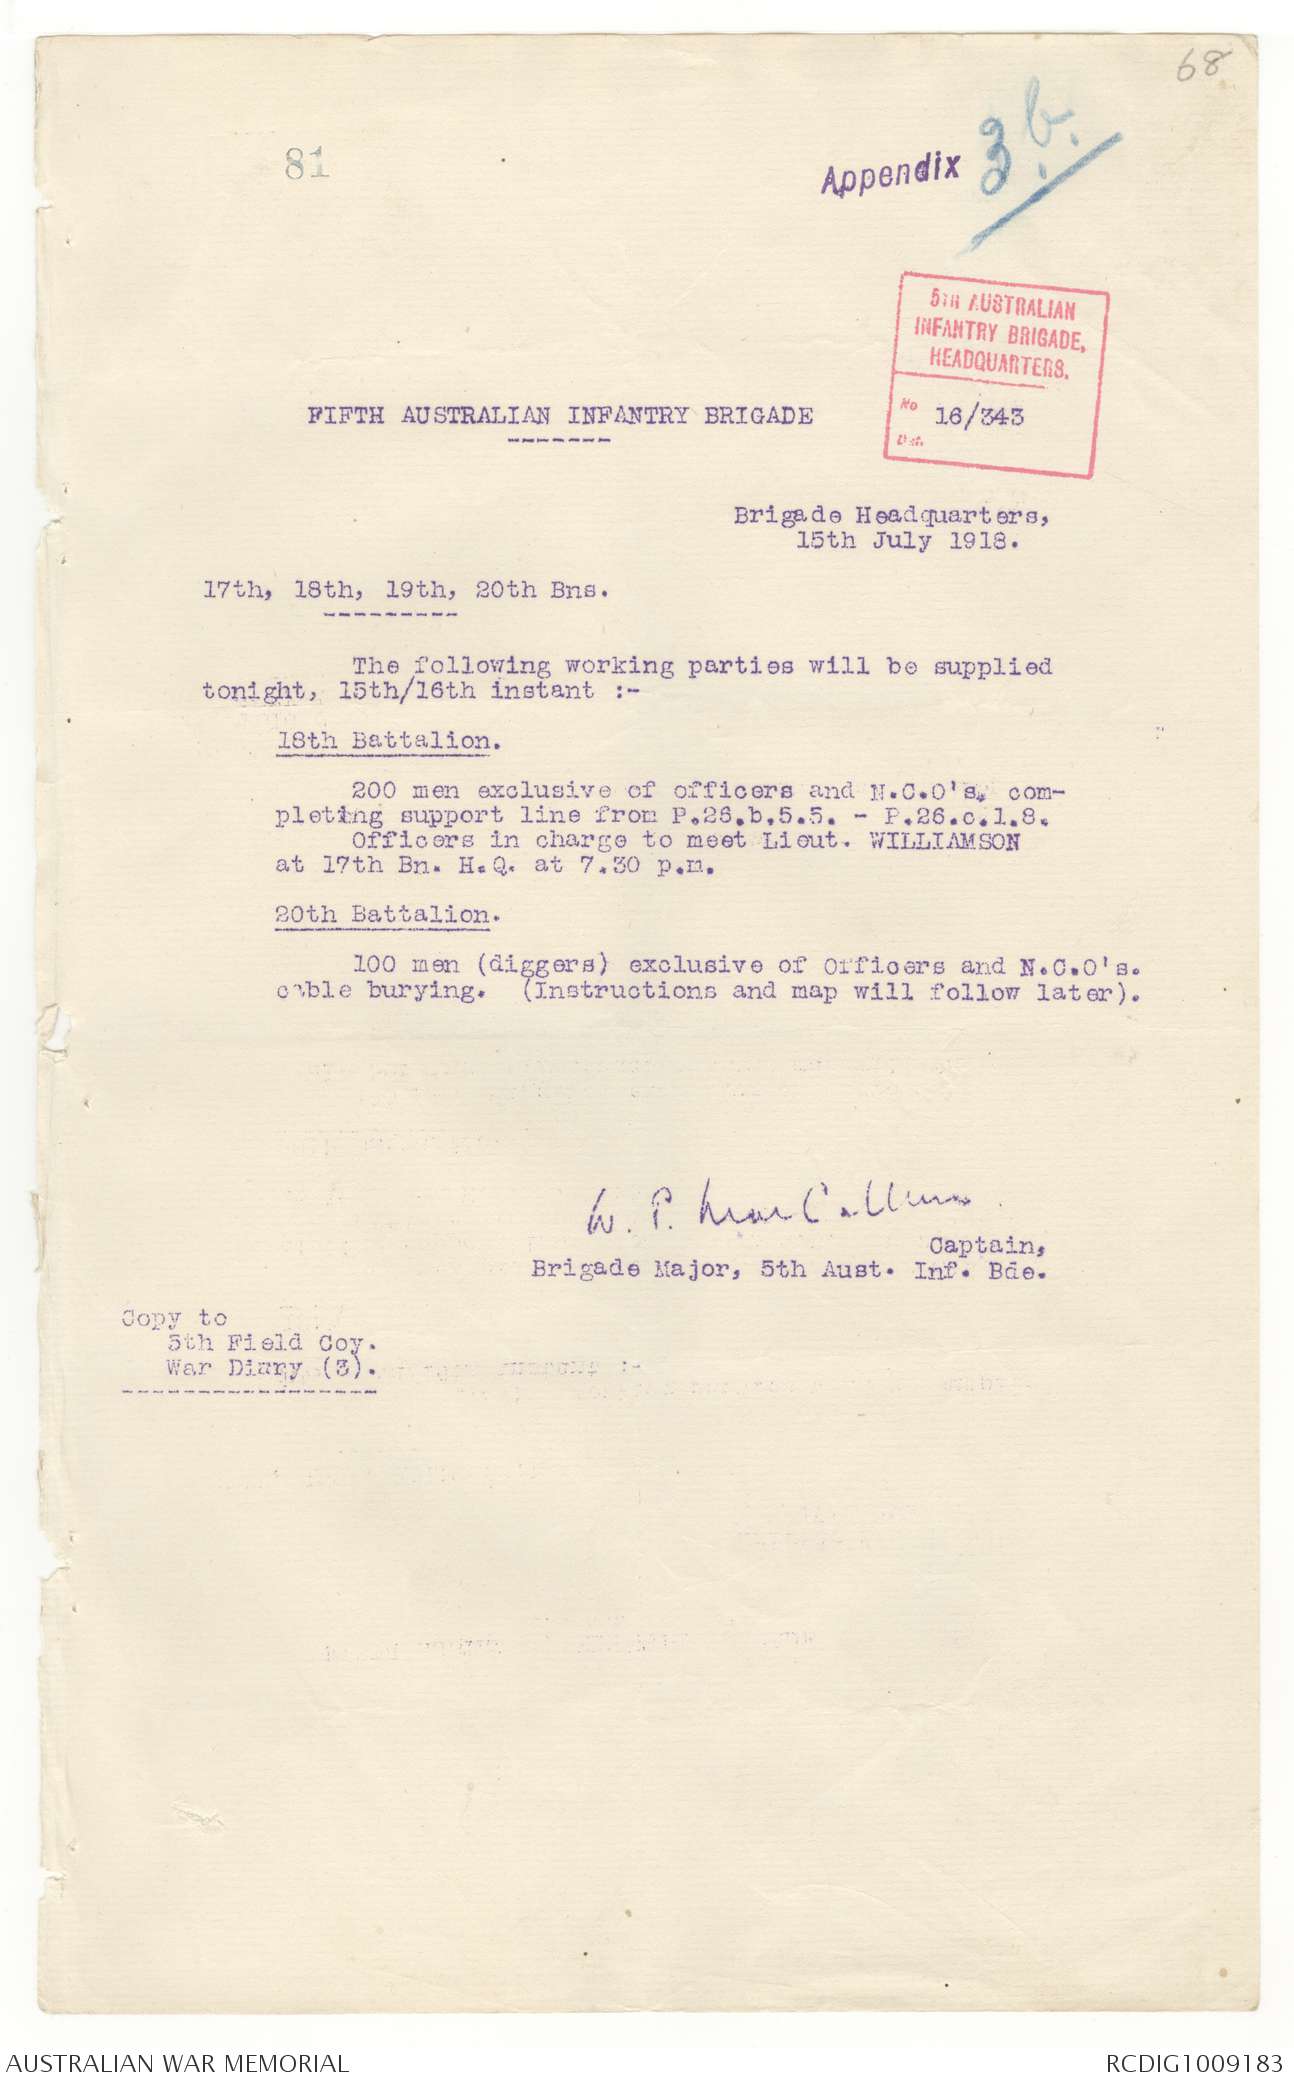 68
81
Appendix 3.b.
5TH AUSTRALIAN
INFANTRY BRIGADE,
HEADQUARTERS.
No 16/343
Dat.
FIFTH AUSTRALIAN INFANTRY BRIGADE
Brigade Headquarters,
15th July 1918.
17th, 18th, 19th, 20th Bns.
The following working parties will be supplied
tonight, 15th/16th instant :-
18th Battalion.
200 men exclusive of officers and N.C.O's, com-
pleting support line from P.26.b.5.5. - P.26.c.1.8.
Officers in charge to meet Lieut. WILLIAMSON
at 17th Bn. H.Q. at 7.30 p.m.
20th Battalion.
100 men (diggers) exclusive of Officers and N.C.O's.
cable burying. (Instructions and map will follow later).
W. P. MacCallum
Captain,
Brigade Major, 5th Aust. Inf. Bde.
Copy to
5th Field Coy.
War Diary (3).
AUSTRALIAN WAR MEMORIAL
RCDIG1009183